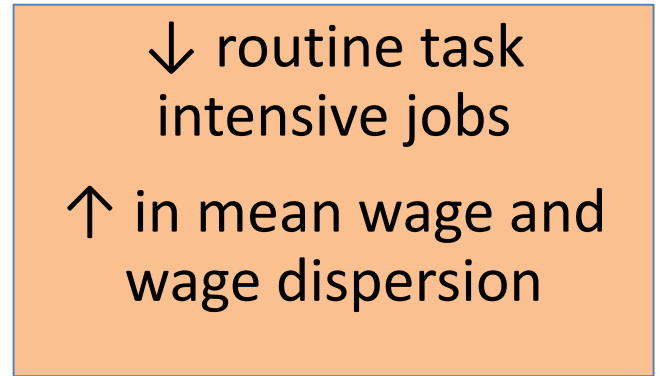 ↓ routine task
intensive jobs
↑ in mean wage and
wage dispersion